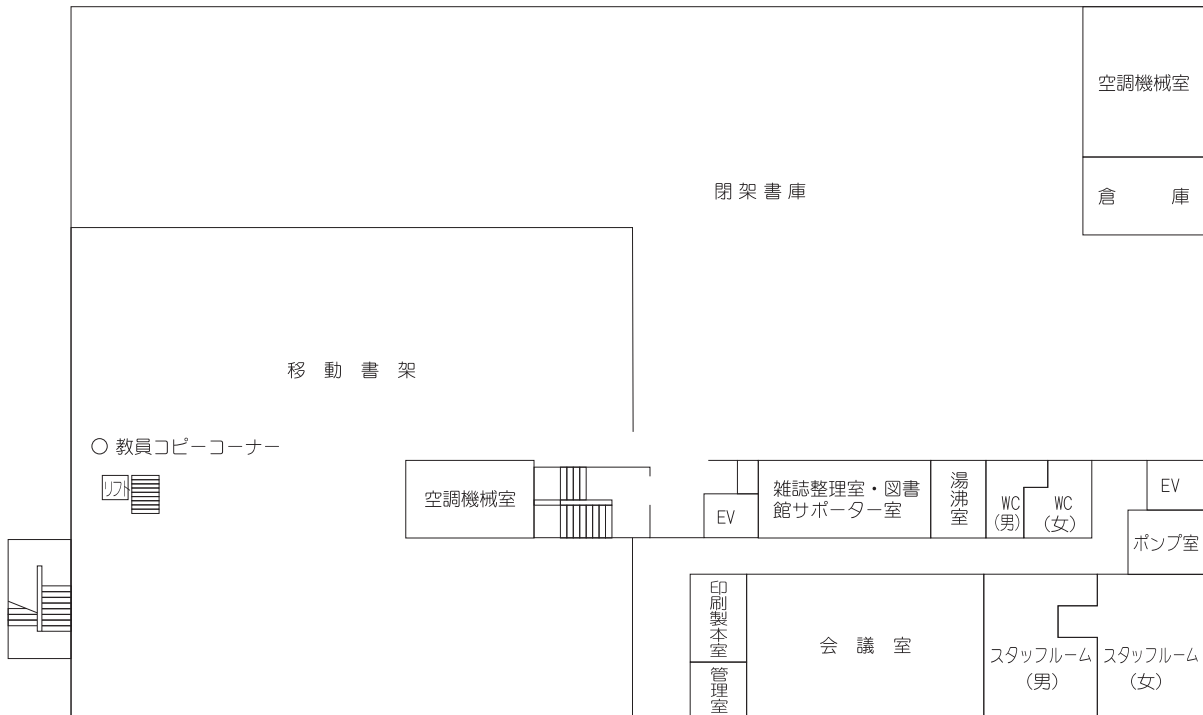 空調機械室
閉架書庫
倉　庫
移動書架
○ 教員コピーコーナー
リフト
空調機械室
EV
雑誌整理室・図書
館サポーター室
湯沸室
WC
(男)
WC
(女)
EV
ポンプ室
印刷製本室
管理室
会議室
スタッフルーム
(男)
スタッフルーム
(女)